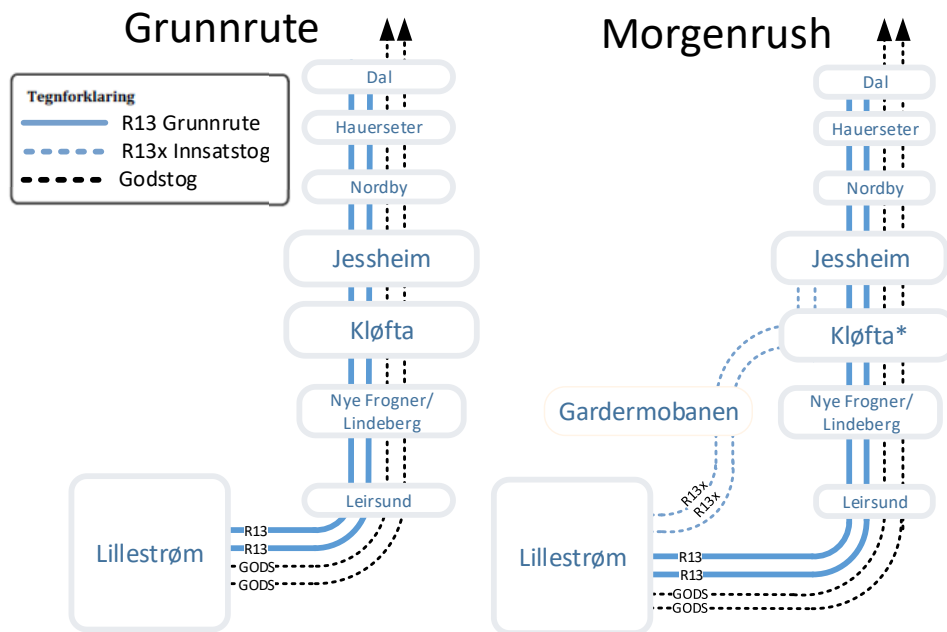 Grunnrute
Tegnforklaring
R13 Grunnrute
R13x Innsatstog
Godstog
Dal
Hauerseter
Nordby
Jessheim
Kløfta
Nye Frogner/
Lindeberg
Leirsund
Lillestrøm
R13
R13
GODS
GODS
Morgenrush
Dal
Hauerseter
Nordby
Jessheim
Kløfta*
Gardermobanen
Nye Frogner/
Lindeberg
Leirsund
Lillestrøm
R13x
R13x
R13
R13
GODS
GODS